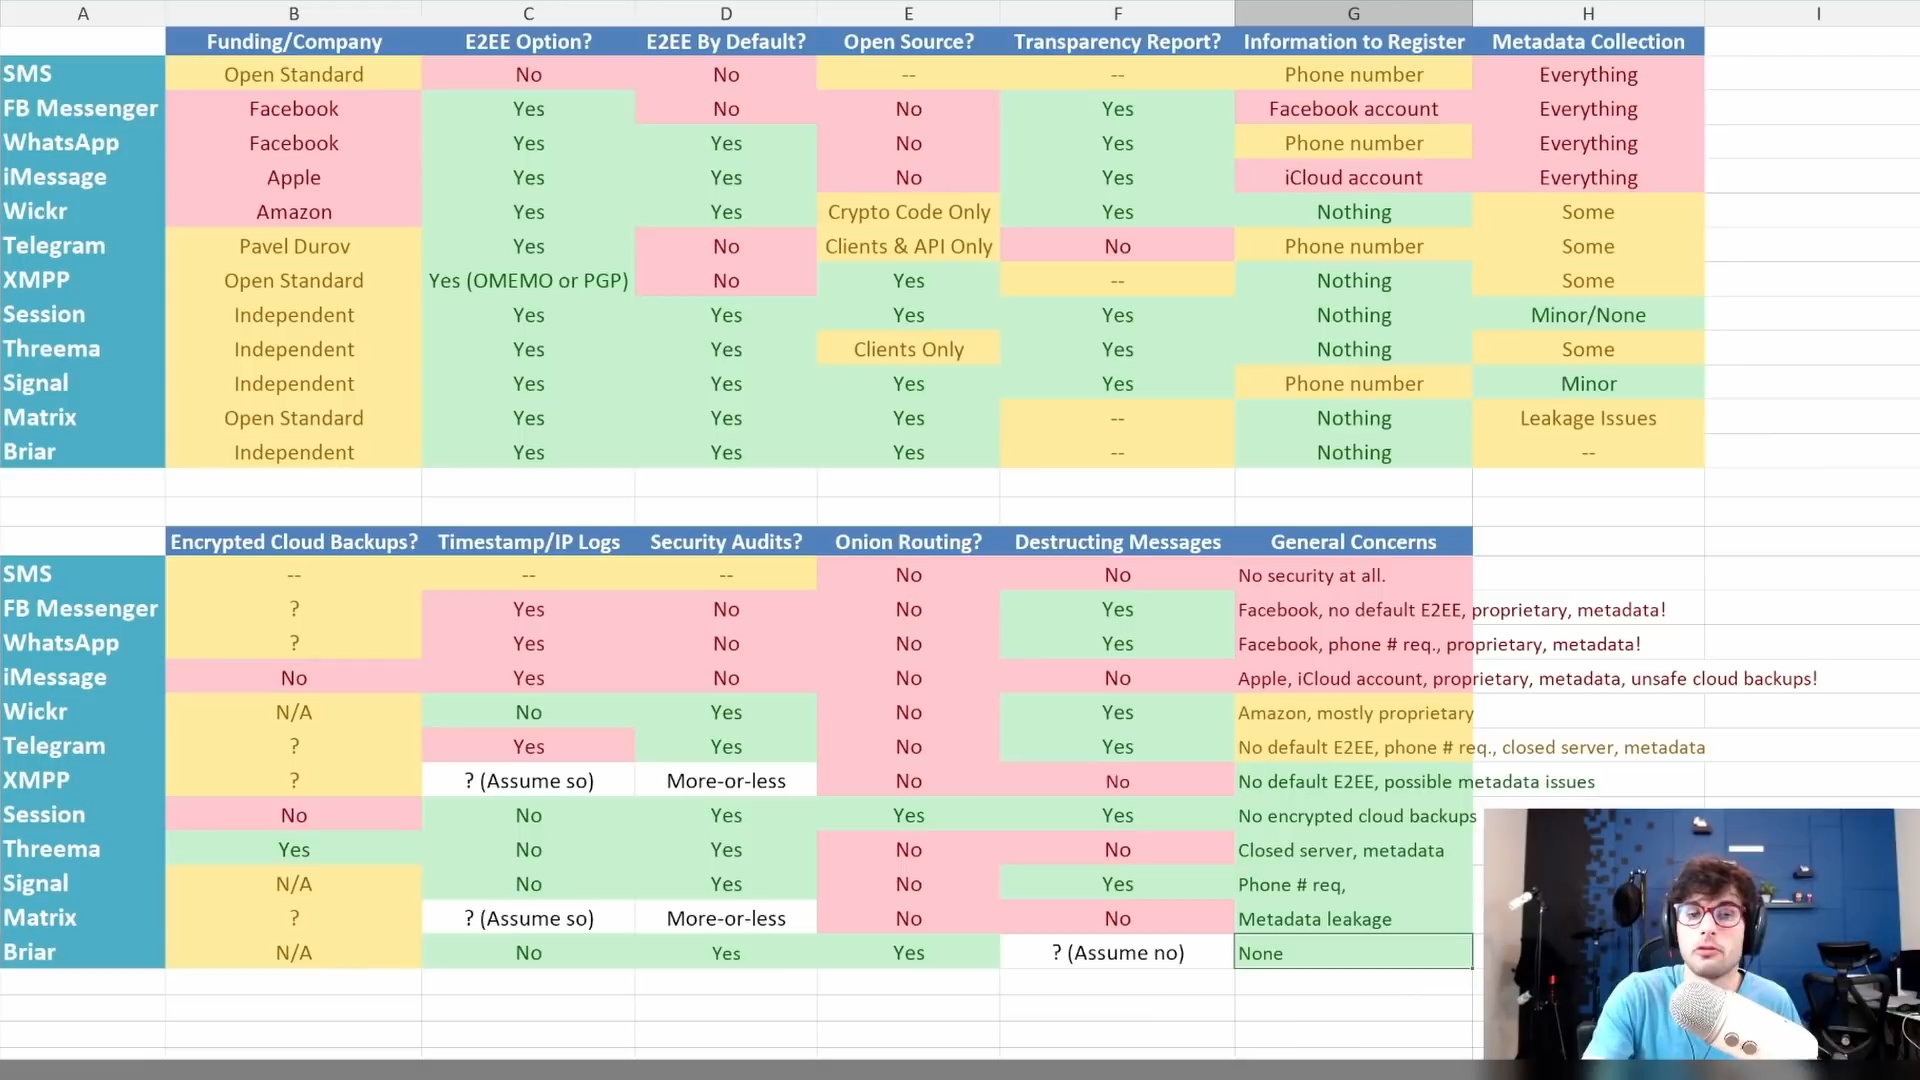 A B C D E F G H I
Funding/Company E2EE Option? E2EE By Default? Open Source? Transparency Report? Information to Register Metadata Collection
SMS Open Standard No No -- -- Phone number Everything
FB Messenger Facebook Yes No No Yes Facebook account Everything
WhatsApp Facebook Yes Yes No Yes Phone number Everything
iMessage Apple Yes Yes No Yes iCloud account Everything
Wickr Amazon Yes Yes Crypto Code Only Yes Nothing Some
Telegram Pavel Durov Yes No Clients & API Only No Phone number Some
XMPP Open Standard Yes (OMEMO or PGP) No Yes -- Nothing Some
Session Independent Yes Yes Yes Yes Nothing Minor/None
Threema Independent Yes Yes Clients Only Yes Nothing Some
Signal Independent Yes Yes Yes Yes Phone number Minor
Matrix Open Standard Yes Yes Yes -- Nothing Leakage Issues
Briar Independent Yes Yes Yes -- Nothing --
Encrypted Cloud Backups? Timestamp/IP Logs Security Audits? Onion Routing? Destructing Messages General Concerns
SMS -- -- -- No No No security at all.
FB Messenger ? Yes No No Yes Facebook, no default E2EE, proprietary, metadata!
WhatsApp ? Yes No No Yes Facebook, phone # req., proprietary, metadata!
iMessage No Yes No No No Apple, iCloud account, proprietary, metadata, unsafe cloud backups!
Wickr N/A No Yes No Yes Amazon, mostly proprietary
Telegram ? Yes Yes No Yes No default E2EE, phone # req., closed server, metadata
XMPP ? ? (Assume so) More-or-less No No No default E2EE, possible metadata issues
Session No No Yes Yes Yes No encrypted cloud backups
Threema Yes No Yes No No Closed server, metadata
Signal N/A No Yes No Yes Phone # req,
Matrix ? ? (Assume so) More-or-less No No Metadata leakage
Briar N/A No Yes Yes ? (Assume no) None